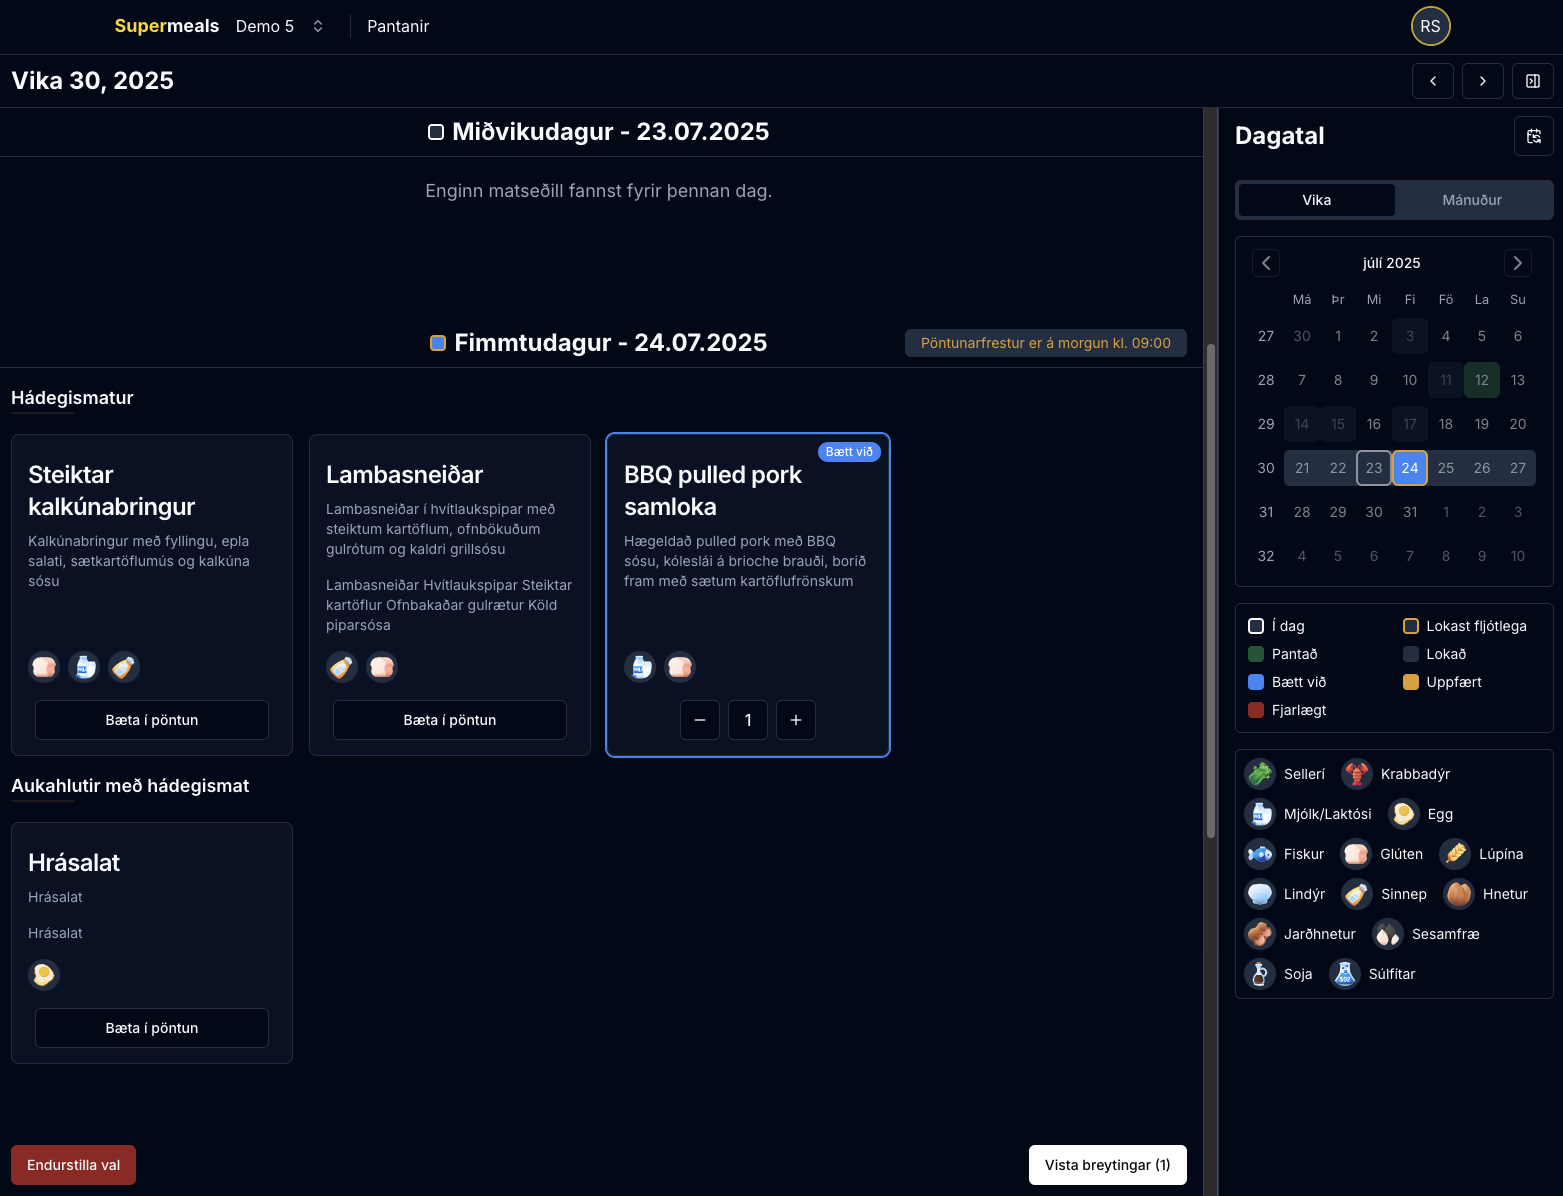 Supermeals Demo 5 Pantanir RS
Vika 30, 2025
Miðvikudagur - 23.07.2025
Enginn matseðill fannst fyrir þennan dag.
Fimmtudagur - 24.07.2025
Pöntunarfrestur er á morgun kl. 09:00
Hádegismatur
Steiktar
kalkúnabringur
Kalkúnabringur með fyllingu, epla
salati, sætkartöflumús og kalkúna
sósu
Bæta í pöntun
Lambasneiðar
Lambasneiðar í hvítlaukspipar með
steiktum kartöflum, ofnbökuðum
gulrótum og kaldri grillsósu
Lambasneiðar Hvítlaukspipar Steiktar
kartöflur Ofnbakaðar gulrætur Köld
piparsósa
Bæta í pöntun
Bætt við
BBQ pulled pork
samloka
Hægeldað pulled pork með BBQ
sósu, kóleslái á brioche brauði, borið
fram með sætum kartöflufrönskum
1
Aukahlutir með hádegismat
Hrásalat
Hrásalat
Hrásalat
Bæta í pöntun
Endurstilla val
Vista breytingar (1)
Dagatal
Vika Mánuður
júlí 2025
Má Þr Mi Fi Fö La Su
27 30 1 2 3 4 5 6
28 7 8 9 10 11 12 13
29 14 15 16 17 18 19 20
30 21 22 23 24 25 26 27
31 28 29 30 31 1 2 3
32 4 5 6 7 8 9 10
Í dag Lokast fljótlega
Pantað Lokað
Bætt við Uppfært
Fjarlægt
Sellerí Krabbadýr
Mjólk/Laktósi Egg
Fiskur Glúten Lúpína
Lindýr Sinnep Hnetur
Jarðhnetur Sesamfræ
Soja Súlfítar